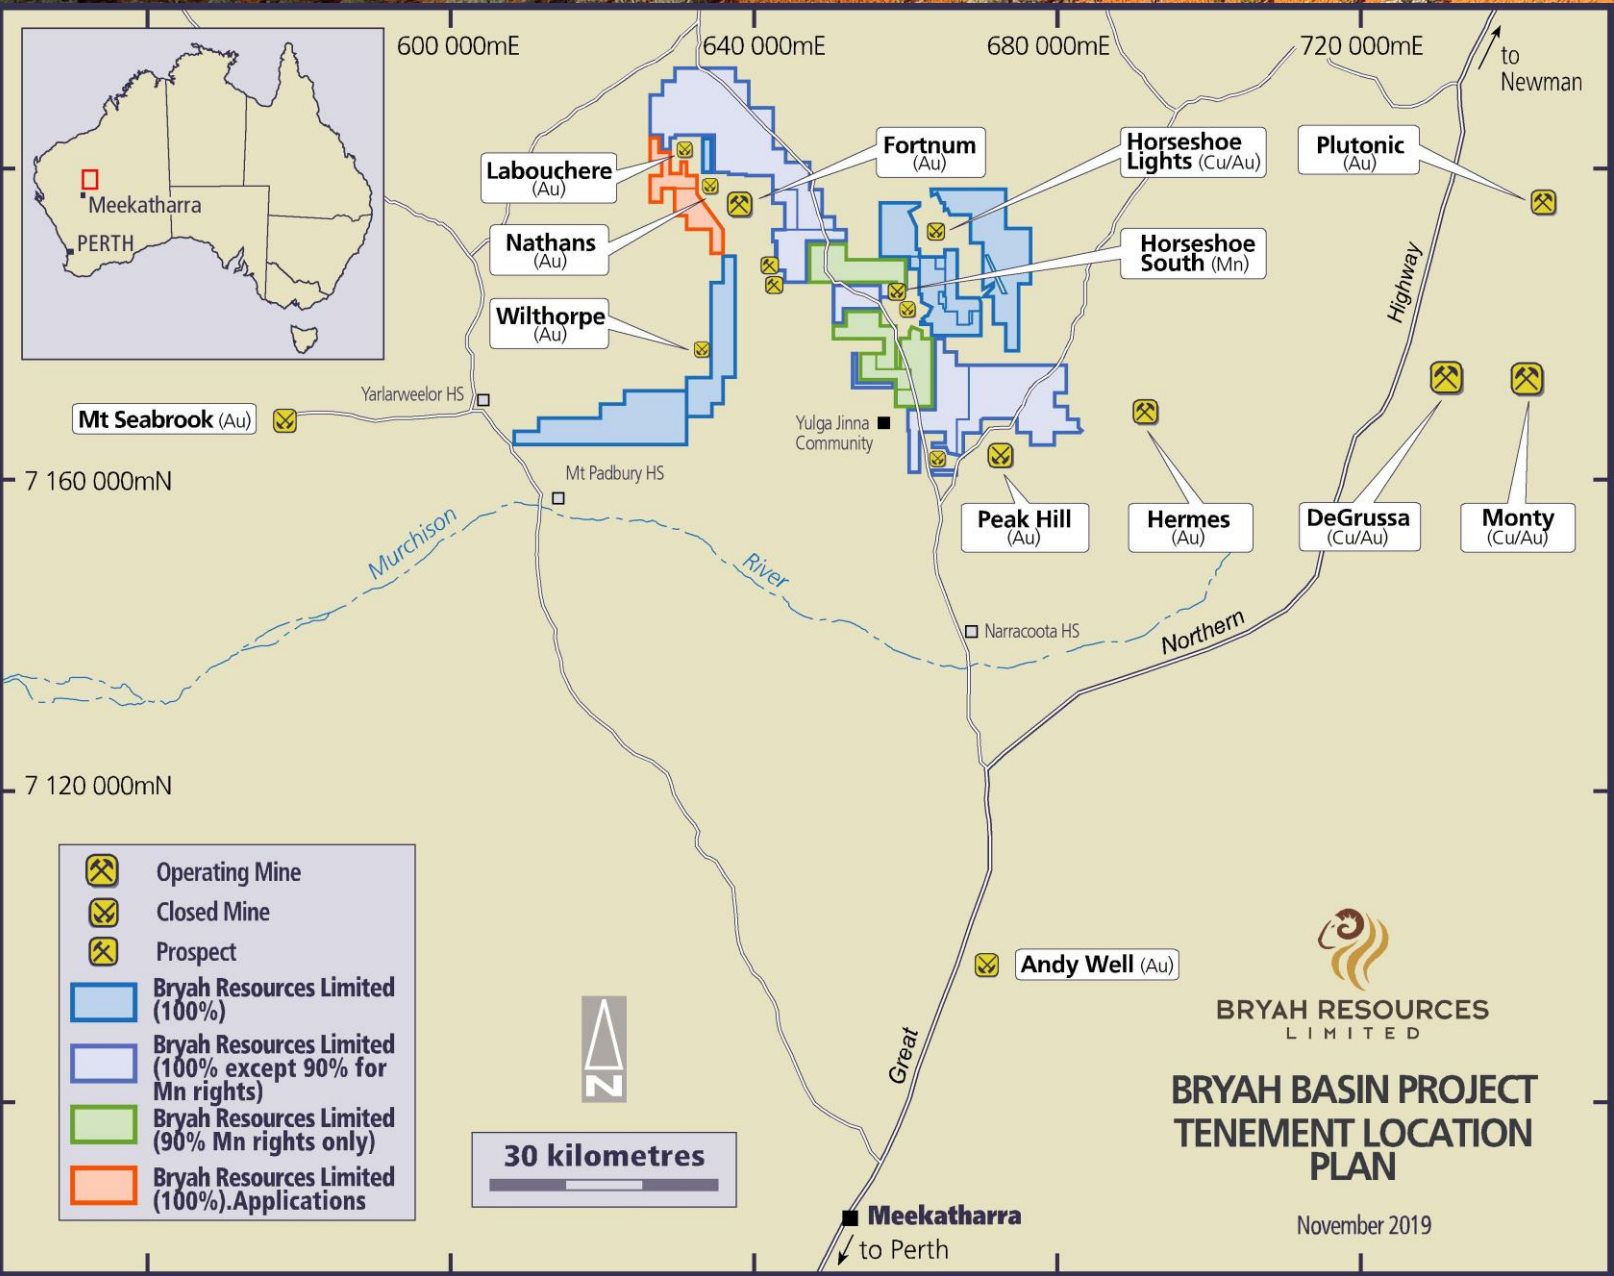 600 000mE
640 000mE
680 000mE
720 000mE
to
Newman
Meekatharra
PERTH
Labouchere
(Au)
Fortnum
(Au)
Horseshoe
Lights (Cu/Au)
Plutonic
(Au)
Nathans
(Au)
Horseshoe
South (Mn)
Wilthorpe
(Au)
Highway
Yarlarweelor HS
Mt Seabrook (Au)
Yulga Jinna
Community
7 160 000mN
Mt Padbury HS
Peak Hill
(Au)
Hermes
(Au)
DeGrussa
(Cu/Au)
Monty
(Cu/Au)
Murchison
River
Narracoota HS
Northern
7 120 000mN
Operating Mine
Closed Mine
Prospect
Bryah Resources Limited
(100%)
Bryah Resources Limited
(100% except 90% for
Mn rights)
Bryah Resources Limited
(90% Mn rights only)
Bryah Resources Limited
(100%).Applications
N
30 kilometres
Andy Well (Au)
Great
Meekatharra
to Perth
BRYAH RESOURCES
LIMITED
BRYAH BASIN PROJECT
TENEMENT LOCATION
PLAN
November 2019